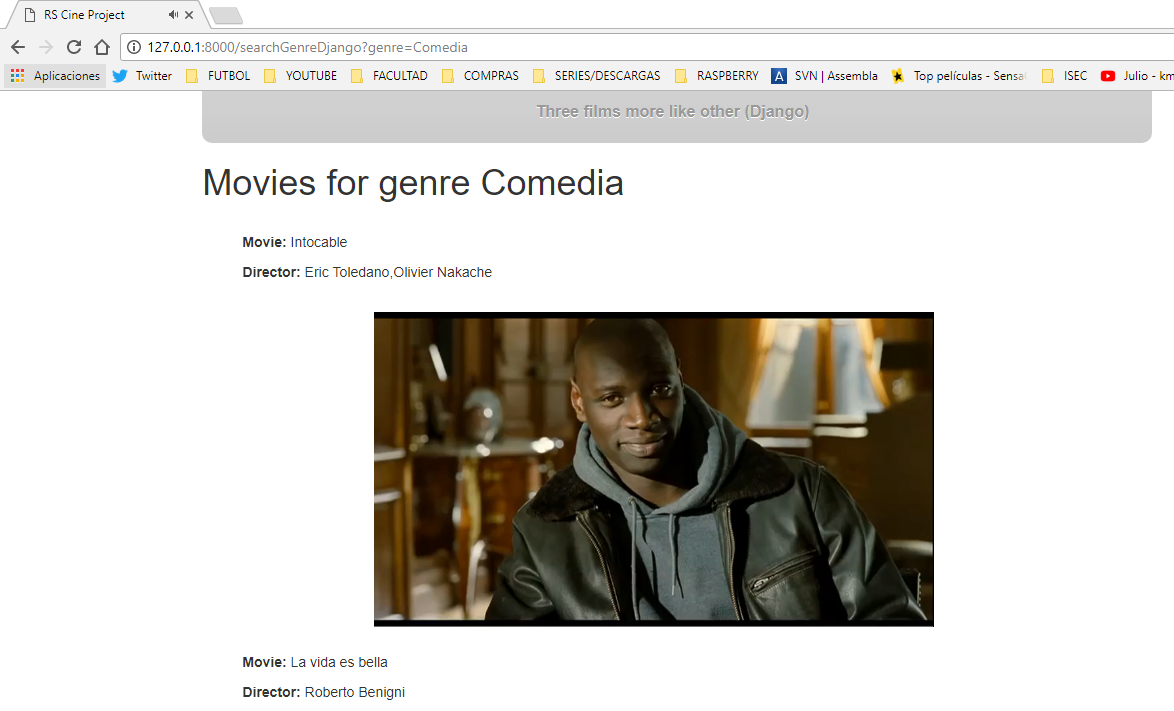 RS Cine Project
127.0.0.1:8000/searchGenreDjango?genre=Comedia
Aplicaciones Twitter FUTBOL YOUTUBE FACULTAD COMPRAS SERIES/DESCARGAS RASPBERRY SVN | Assembla Top películas - Sensa ISEC Julio - km
Three films more like other (Django)
Movies for genre Comedia
Movie: Intocable
Director: Eric Toledano,Olivier Nakache
Movie: La vida es bella
Director: Roberto Benigni